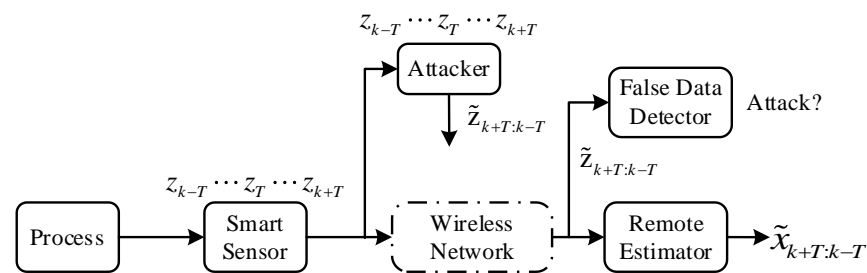 z_{k-T} ⋯ z_T ⋯ z_{k+T}
Attacker
z̃_{k+T:k-T}
False Data
Detector
Attack?
z̃_{k+T:k-T}
z_{k-T} ⋯ z_T ⋯ z_{k+T}
Process
Smart
Sensor
Wireless
Network
Remote
Estimator
x̃_{k+T:k-T}